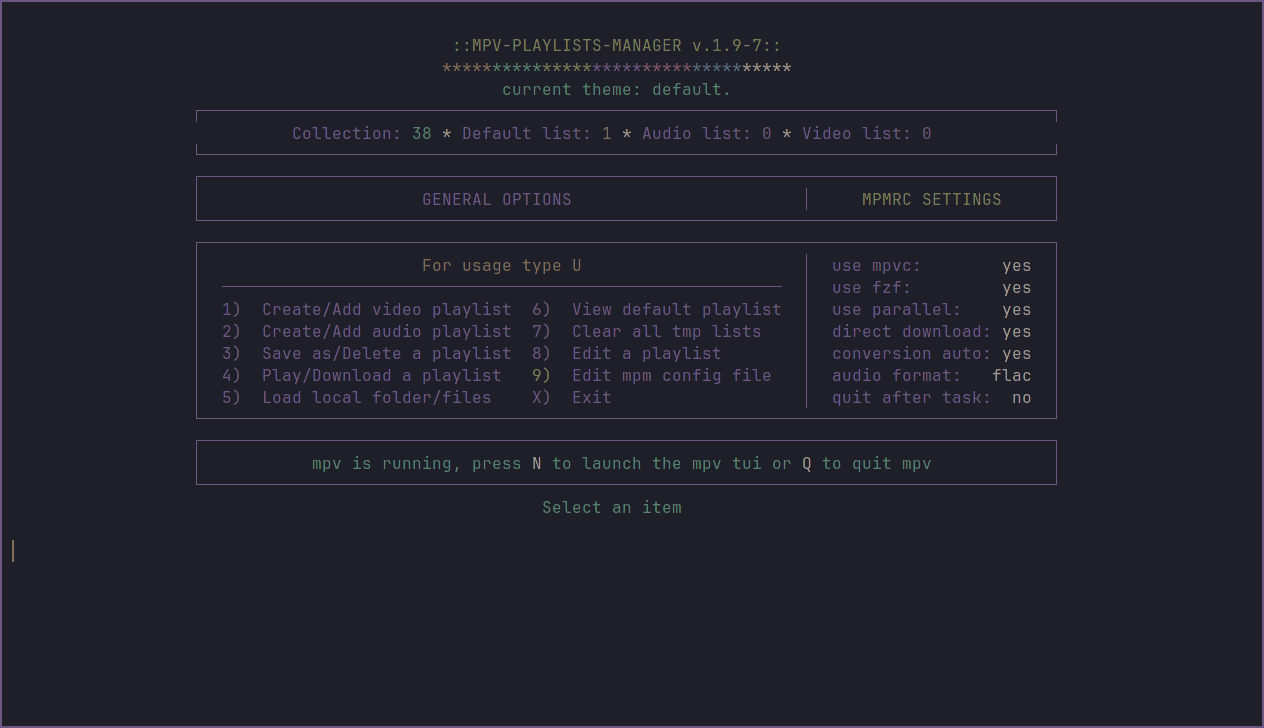 ::MPV-PLAYLISTS-MANAGER v.1.9-7::
***********************************
current theme: default.
Collection: 38 * Default list: 1 * Audio list: 0 * Video list: 0
GENERAL OPTIONS MPMRC SETTINGS
For usage type U use mpvc: yes
use fzf: yes
1) Create/Add video playlist 6) View default playlist use parallel: yes
2) Create/Add audio playlist 7) Clear all tmp lists direct download: yes
3) Save as/Delete a playlist 8) Edit a playlist conversion auto: yes
4) Play/Download a playlist 9) Edit mpm config file audio format: flac
5) Load local folder/files X) Exit quit after task: no
mpv is running, press N to launch the mpv tui or Q to quit mpv
Select an item